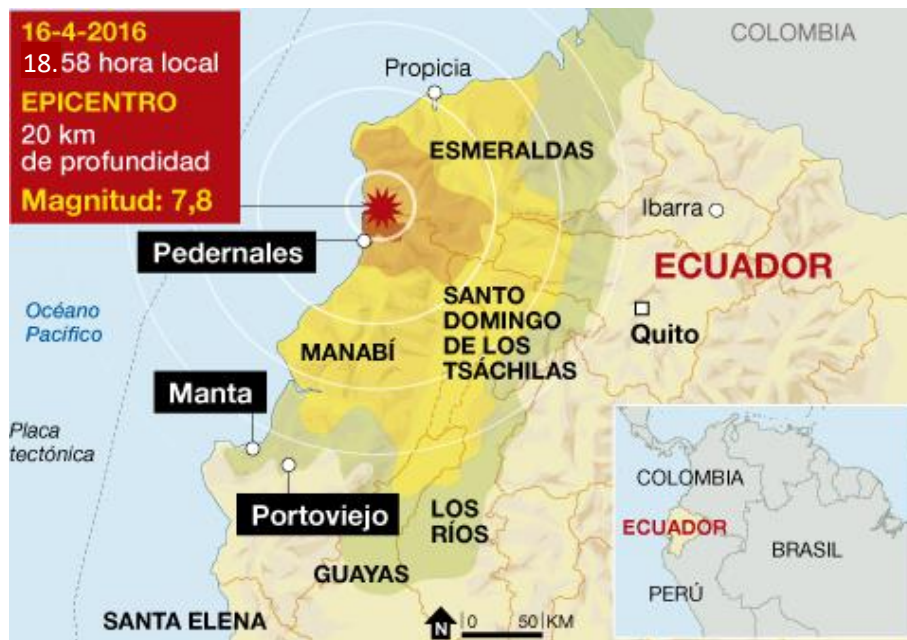 16-4-2016
18.58 hora local
EPICENTRO
20 km
de profundidad
Magnitud: 7,8
COLOMBIA
Propicia
ESMERALDAS
Ibarra
Pedernales
ECUADOR
Océano
Pacífico
SANTO
DOMINGO
DE LOS
TSÁCHILAS
Quito
MANABÍ
Manta
Placa
tectónica
Portoviejo
LOS
RÍOS
GUAYAS
SANTA ELENA
N
0 50 KM
COLOMBIA
ECUADOR
BRASIL
PERÚ